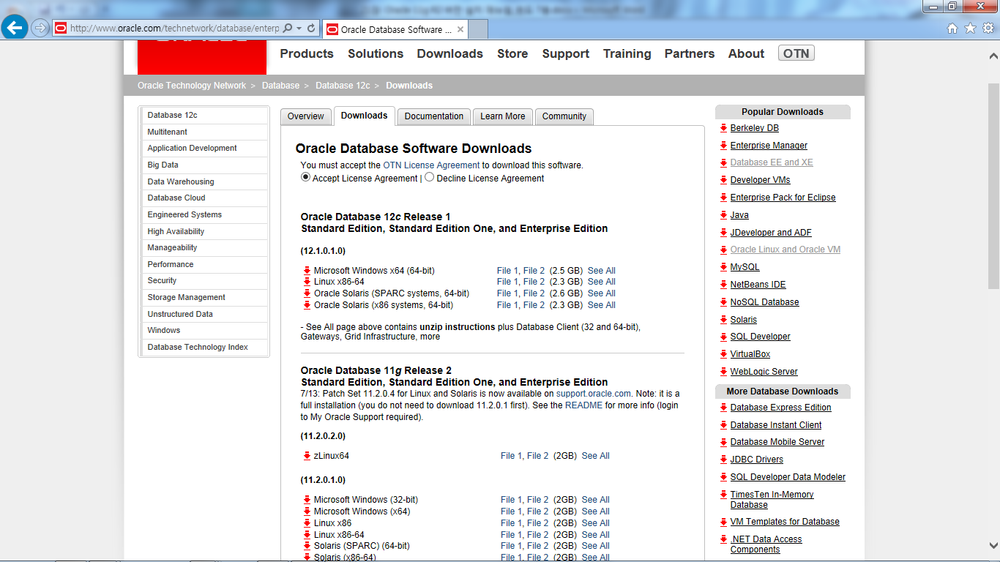 http://www.oracle.com/technetwork/database/enterp
Oracle Database Software ...
Products Solutions Downloads Store Support Training Partners About OTN
Oracle Technology Network > Database > Database 12c > Downloads
Database 12c
Multitenant
Application Development
Big Data
Data Warehousing
Database Cloud
Engineered Systems
High Availability
Manageability
Performance
Security
Storage Management
Unstructured Data
Windows
Database Technology Index
Overview Downloads Documentation Learn More Community
Oracle Database Software Downloads
You must accept the OTN License Agreement to download this software.
Accept License Agreement | Decline License Agreement
Oracle Database 12c Release 1
Standard Edition, Standard Edition One, and Enterprise Edition
(12.1.0.1.0)
Microsoft Windows x64 (64-bit) File 1, File 2 (2.5 GB) See All
Linux x86-64 File 1, File 2 (2.3 GB) See All
Oracle Solaris (SPARC systems, 64-bit) File 1, File 2 (2.6 GB) See All
Oracle Solaris (x86 systems, 64-bit) File 1, File 2 (2.3 GB) See All
- See All page above contains unzip instructions plus Database Client (32 and 64-bit),
Gateways, Grid Infrastructure, more
Oracle Database 11g Release 2
Standard Edition, Standard Edition One, and Enterprise Edition
7/13: Patch Set 11.2.0.4 for Linux and Solaris is now available on support.oracle.com. Note: it is a
full installation (you do not need to download 11.2.0.1 first). See the README for more info (login
to My Oracle Support required).
(11.2.0.2.0)
zLinux64 File 1, File 2 (2GB) See All
(11.2.0.1.0)
Microsoft Windows (32-bit) File 1, File 2 (2GB) See All
Microsoft Windows (x64) File 1, File 2 (2GB) See All
Linux x86 File 1, File 2 (2GB) See All
Linux x86-64 File 1, File 2 (2GB) See All
Solaris (SPARC) (64-bit) File 1, File 2 (2GB) See All
Solaris (x86-64) File 1, File 2 (2GB) See All
Popular Downloads
Berkeley DB
Enterprise Manager
Database EE and XE
Developer VMs
Enterprise Pack for Eclipse
Java
JDeveloper and ADF
Oracle Linux and Oracle VM
MySQL
NetBeans IDE
NoSQL Database
Solaris
SQL Developer
VirtualBox
WebLogic Server
More Database Downloads
Database Express Edition
Database Instant Client
Database Mobile Server
JDBC Drivers
SQL Developer Data Modeler
TimesTen In-Memory
Database
VM Templates for Database
.NET Data Access
Components